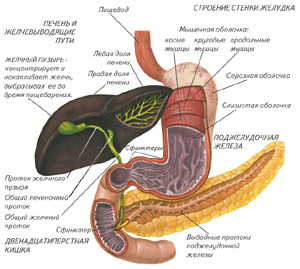 Пищевод
СТРОЕНИЕ СТЕНКИ ЖЕЛУДКА
ПЕЧЕНЬ И
ЖЕЛЧЕВЫВОДЯЩИЕ
ПУТИ
Мышечная оболочка:
косые круговые продольные
мышцы мышцы мышцы
ЖЕЛЧНЫЙ ПУЗЫРЬ-
концентрирует и
накапливает желчь,
выбрасывая ее во
время пищеварения.
Левая доля
печени
Правая доля
печени
Серозная оболочка
Слизистая оболочка
ПОДЖЕЛУДОЧНАЯ
ЖЕЛЕЗА
Сфинктеры
Проток желчного
пузыря
Общий печеночный
проток
Общий желчный
проток
Сфинктер
ДВЕНАДЦАТИПЕРСТНАЯ
КИШКА
Выводные протоки
поджелудочной
железы